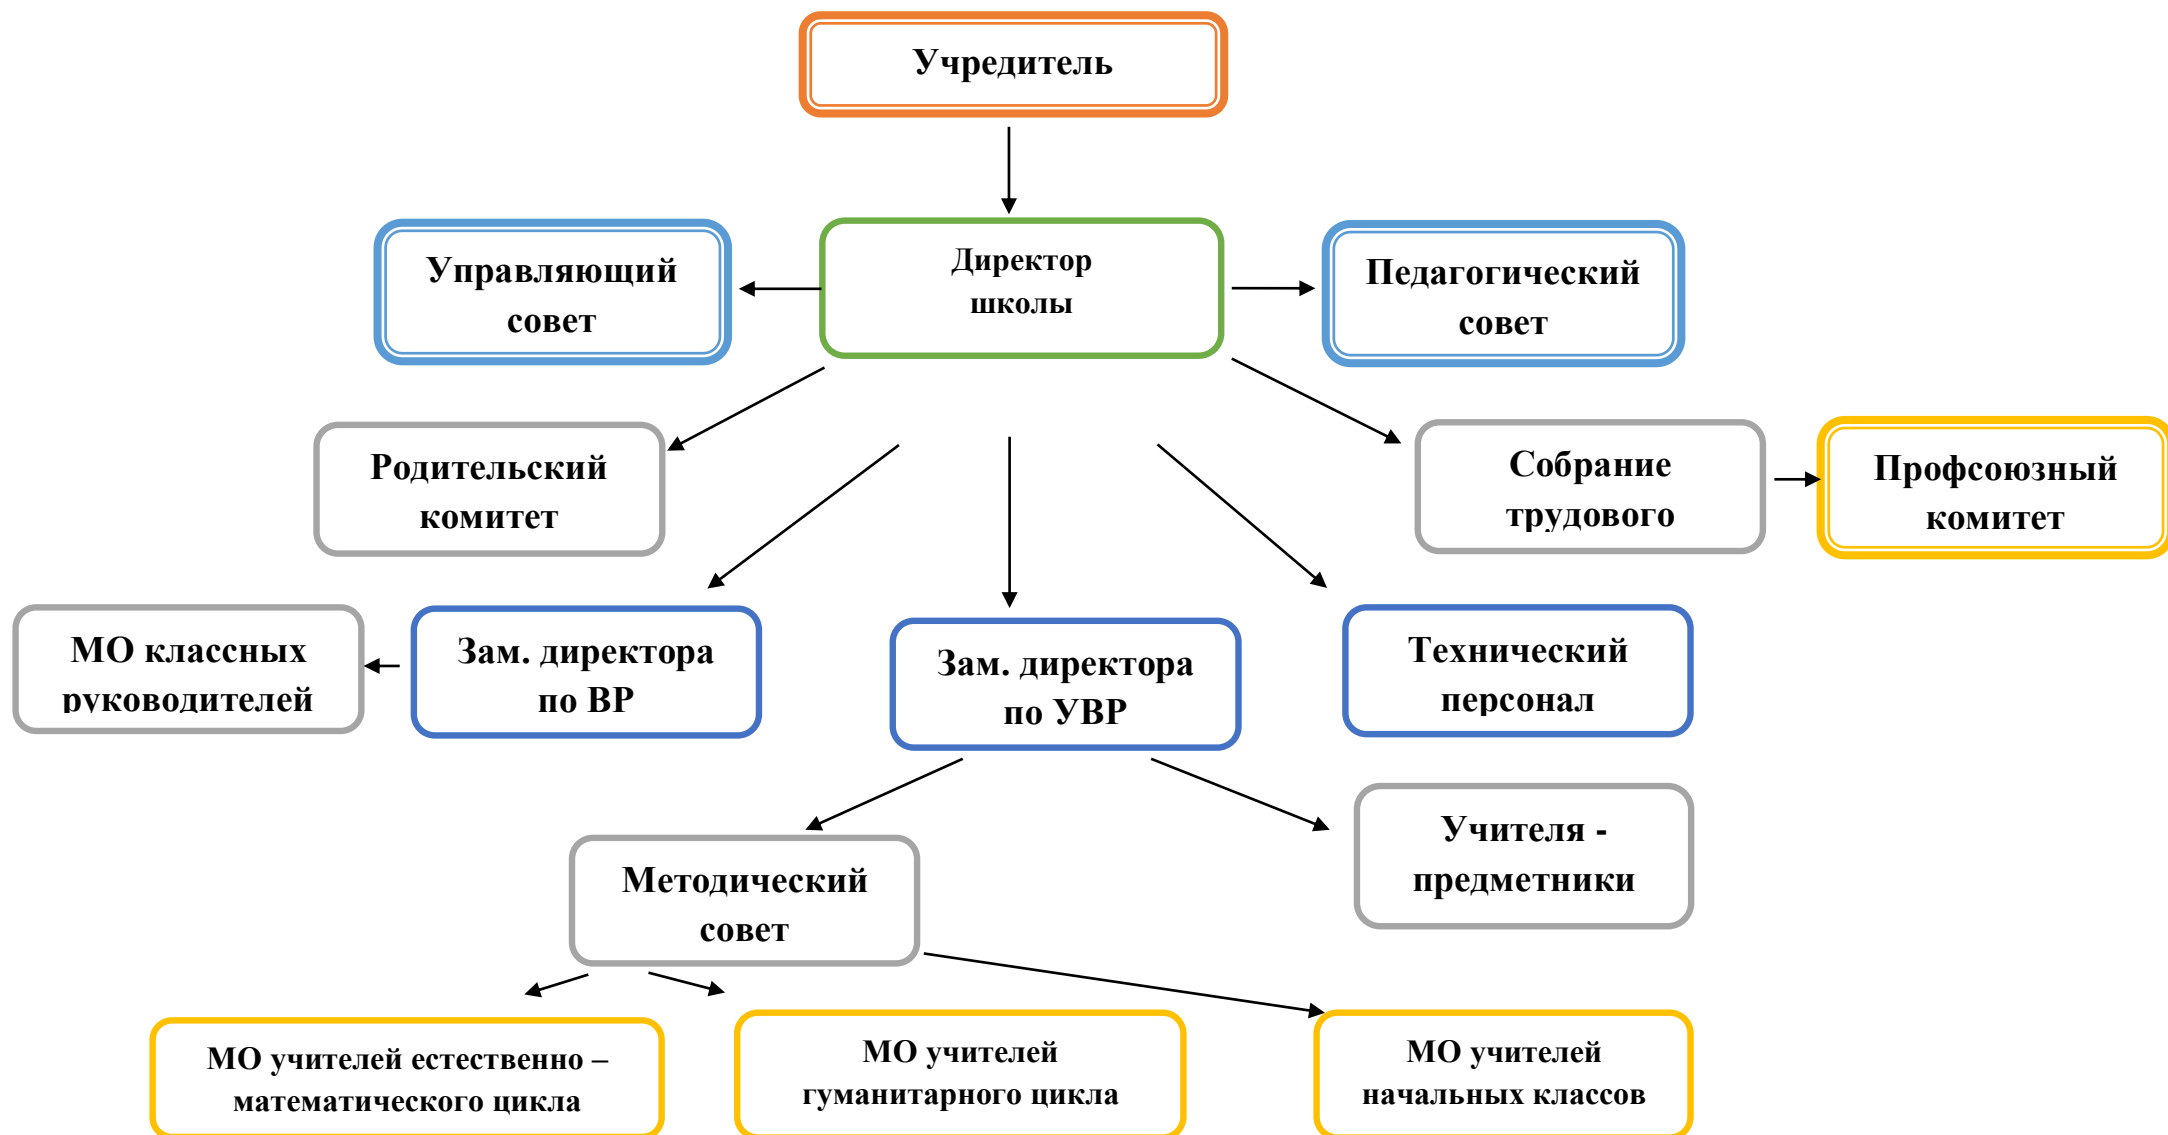 Учредитель
Управляющий
совет
Директор
школы
Педагогический
совет
Родительский
комитет
Собрание
трудового
Профсоюзный
комитет
МО классных
руководителей
Зам. директора
по ВР
Зам. директора
по УВР
Технический
персонал
Методический
совет
Учителя -
предметники
МО учителей естественно –
математического цикла
МО учителей
гуманитарного цикла
МО учителей
начальных классов